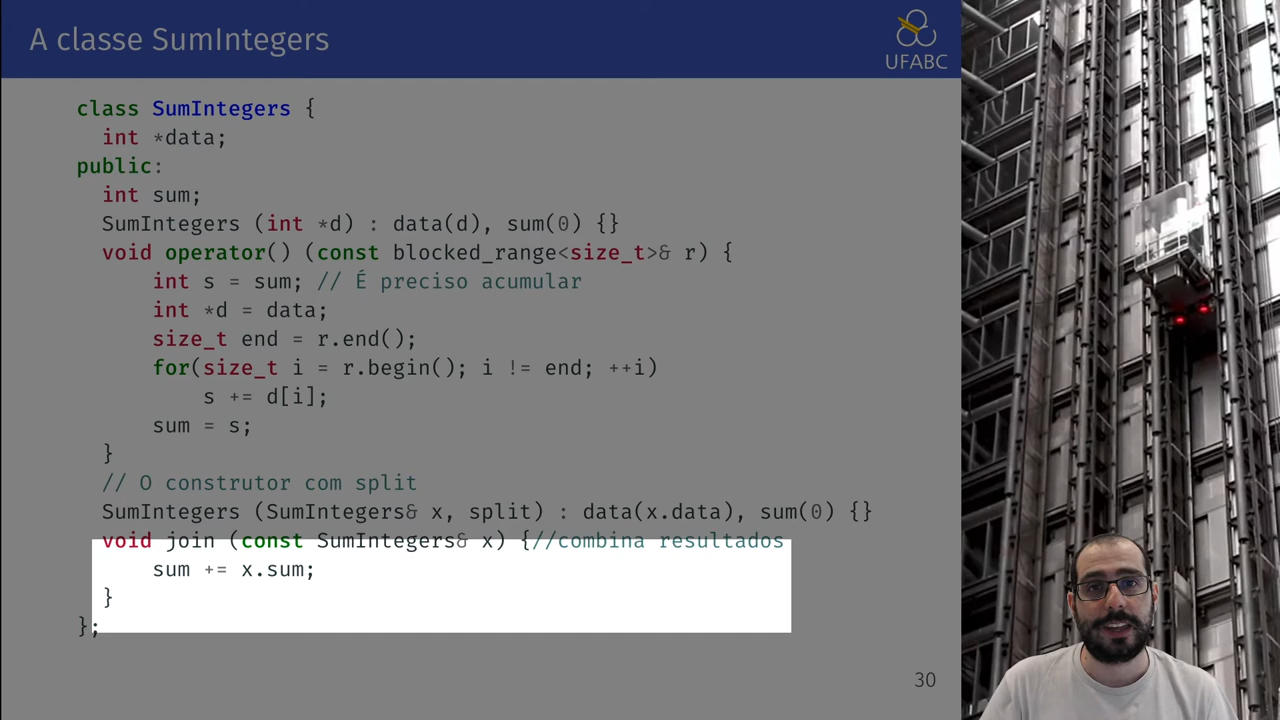 A classe SumIntegers
UFABC
class SumIntegers {
int *data;
public:
int sum;
SumIntegers (int *d) : data(d), sum(0) {}
void operator() (const blocked_range<size_t>& r) {
int s = sum; // É preciso acumular
int *d = data;
size_t end = r.end();
for(size_t i = r.begin(); i != end; ++i)
s += d[i];
sum = s;
}
// O construtor com split
SumIntegers (SumIntegers& x, split) : data(x.data), sum(0) {}
void join (const SumIntegers& x) {//combina resultados
sum += x.sum;
}
};
30